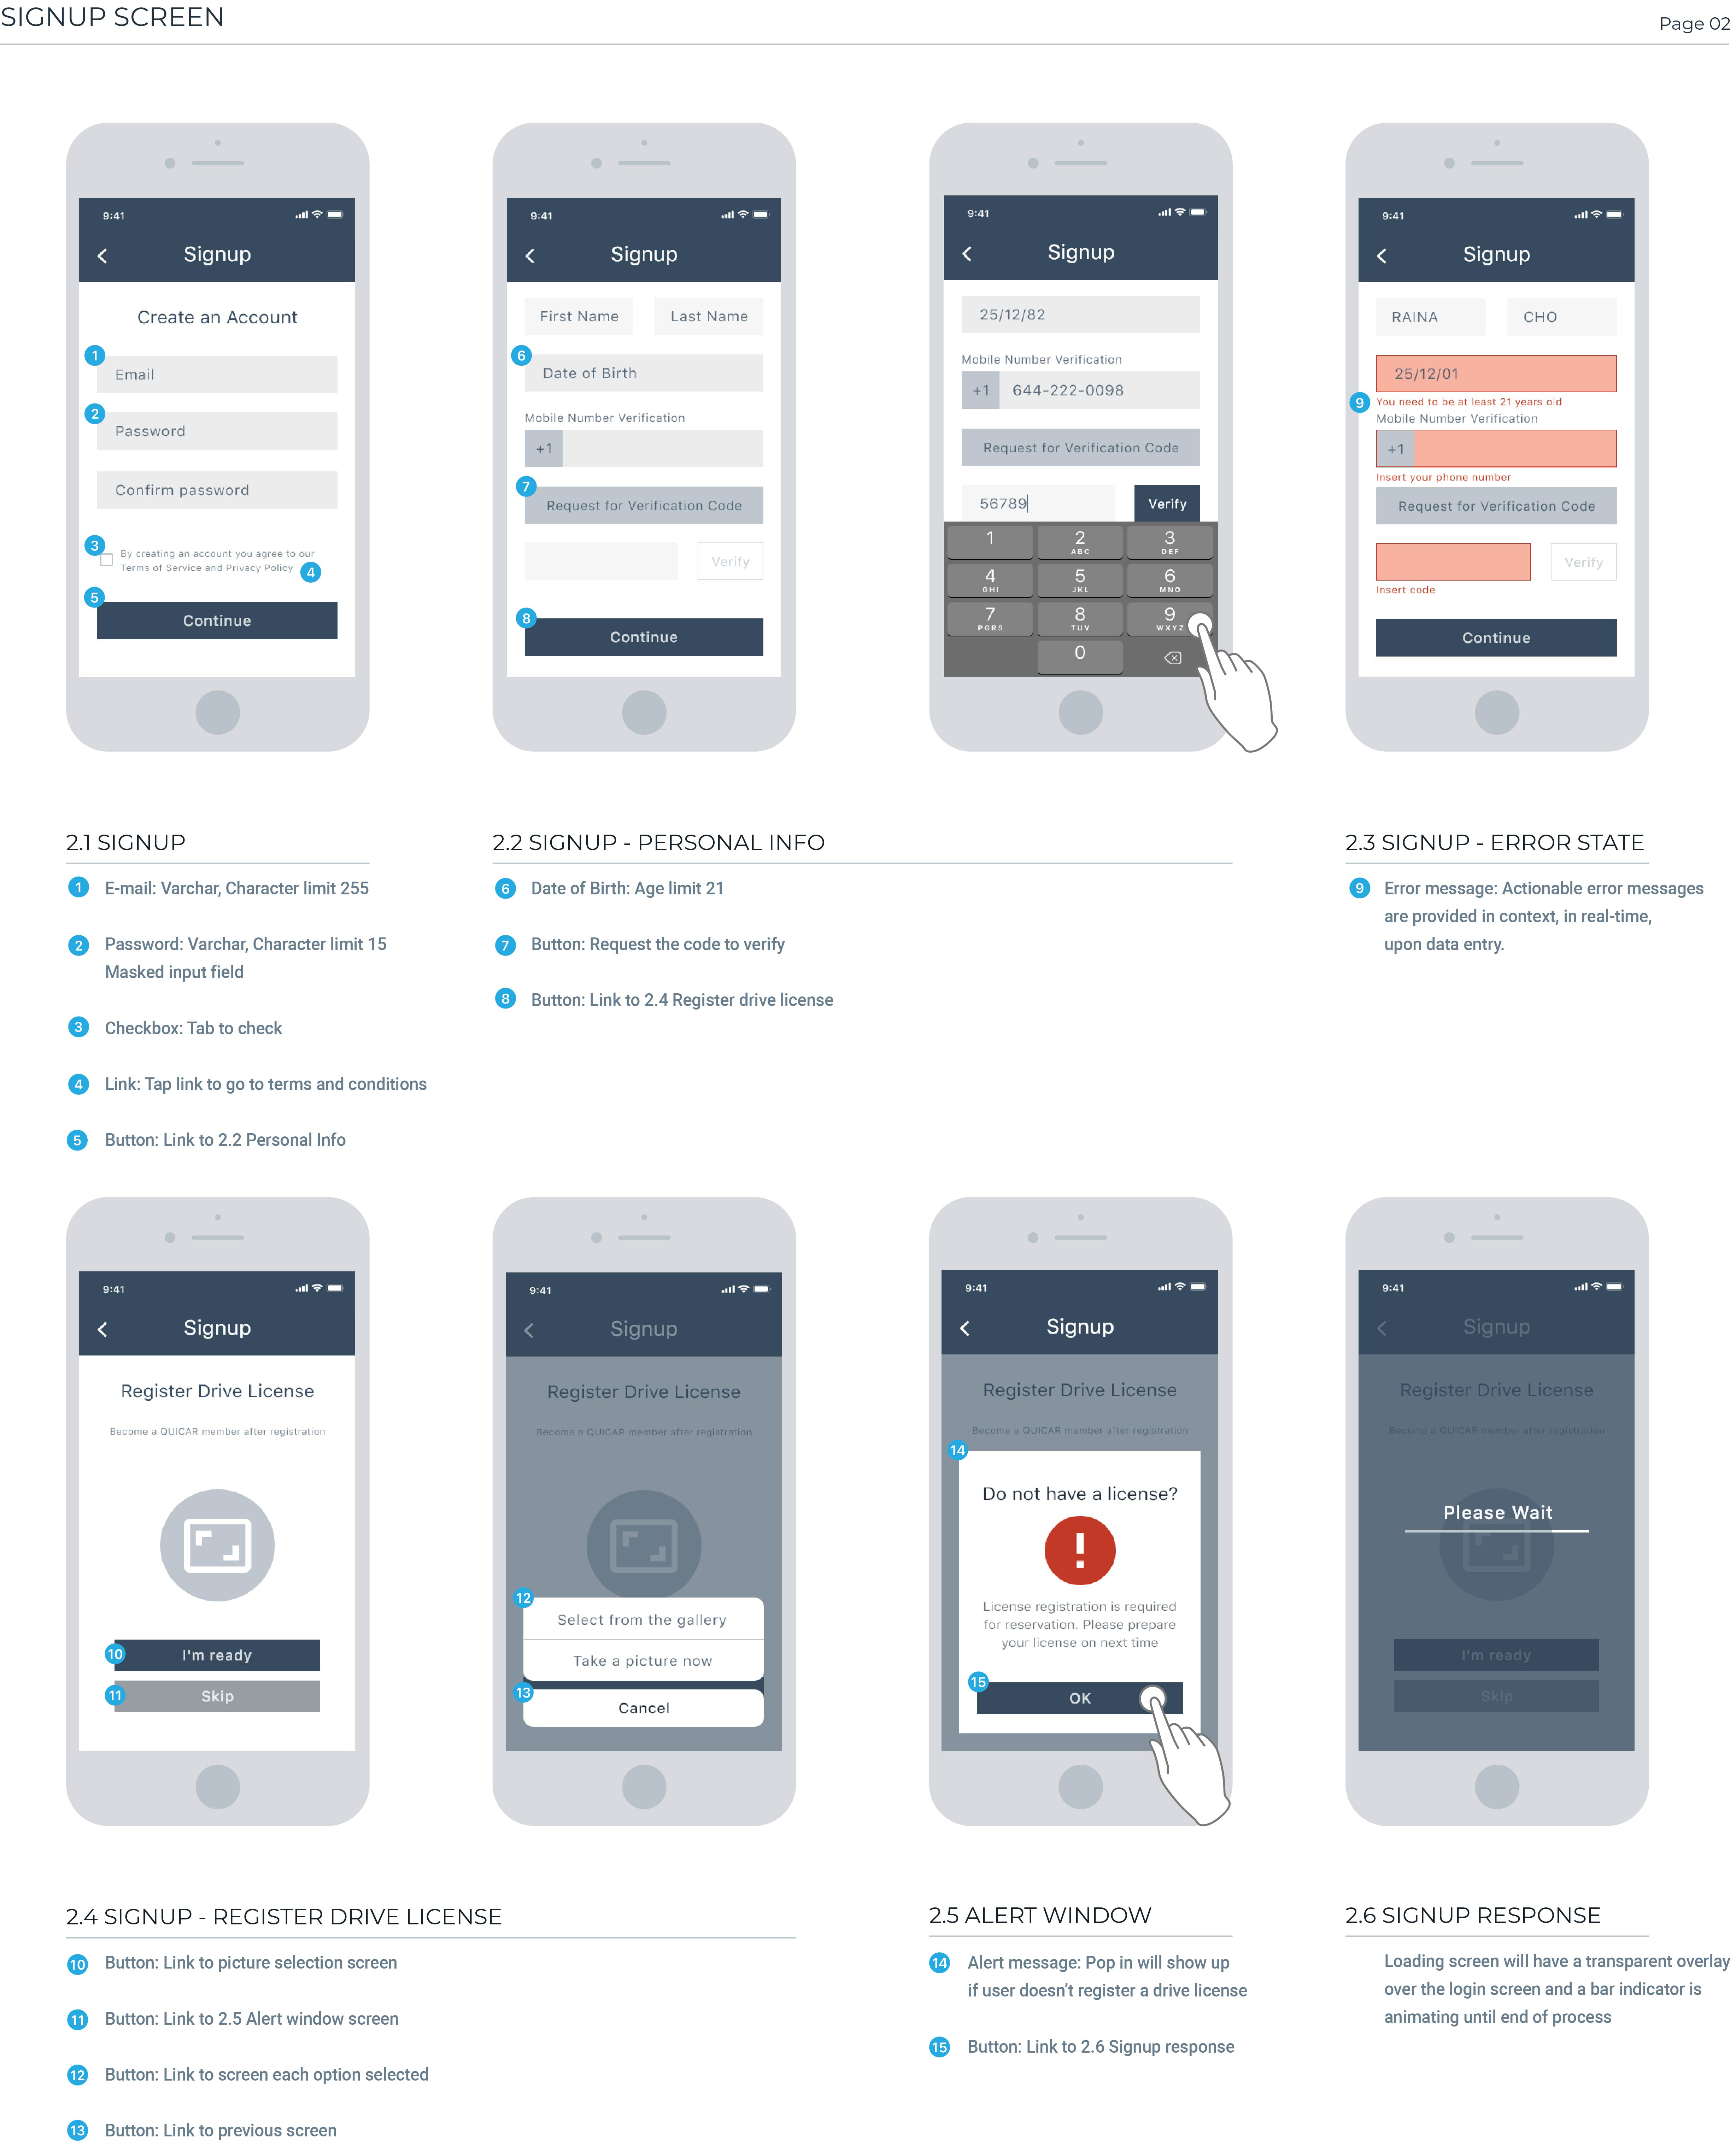 SIGNUP SCREEN
Page 02
9:41
Signup
Create an Account
1
Email
2
Password
Confirm password
3
By creating an account you agree to our
Terms of Service and Privacy Policy
4
5
Continue
9:41
Signup
First Name
Last Name
6
Date of Birth
Mobile Number Verification
+1
7
Request for Verification Code
Verify
8
Continue
9:41
Signup
25/12/82
Mobile Number Verification
+1
644-222-0098
Request for Verification Code
56789
Verify
1
2
3
ABC
DEF
4
5
6
GHI
JKL
MNO
7
8
9
PGRS
TUV
WXYZ
0
9:41
Signup
RAINA
CHO
25/12/01
9
You need to be at least 21 years old
Mobile Number Verification
+1
Insert your phone number
Request for Verification Code
Verify
Insert code
Continue
2.1 SIGNUP
1 E-mail: Varchar, Character limit 255
2 Password: Varchar, Character limit 15
Masked input field
3 Checkbox: Tab to check
4 Link: Tap link to go to terms and conditions
5 Button: Link to 2.2 Personal Info
2.2 SIGNUP - PERSONAL INFO
6 Date of Birth: Age limit 21
7 Button: Request the code to verify
8 Button: Link to 2.4 Register drive license
2.3 SIGNUP - ERROR STATE
9 Error message: Actionable error messages
are provided in context, in real-time,
upon data entry.
9:41
Signup
Register Drive License
Become a QUICAR member after registration
10
I'm ready
11
Skip
9:41
Signup
Register Drive License
Become a QUICAR member after registration
12
Select from the gallery
Take a picture now
13
Cancel
9:41
Signup
Register Drive License
Become a QUICAR member after registration
14
Do not have a license?
!
License registration is required
for reservation. Please prepare
your license on next time
15
OK
9:41
Signup
Register Drive License
Become a QUICAR member after registration
Please Wait
I'm ready
Skip
2.4 SIGNUP - REGISTER DRIVE LICENSE
10 Button: Link to picture selection screen
11 Button: Link to 2.5 Alert window screen
12 Button: Link to screen each option selected
13 Button: Link to previous screen
2.5 ALERT WINDOW
14 Alert message: Pop in will show up
if user doesn't register a drive license
15 Button: Link to 2.6 Signup response
2.6 SIGNUP RESPONSE
Loading screen will have a transparent overlay
over the login screen and a bar indicator is
animating until end of process